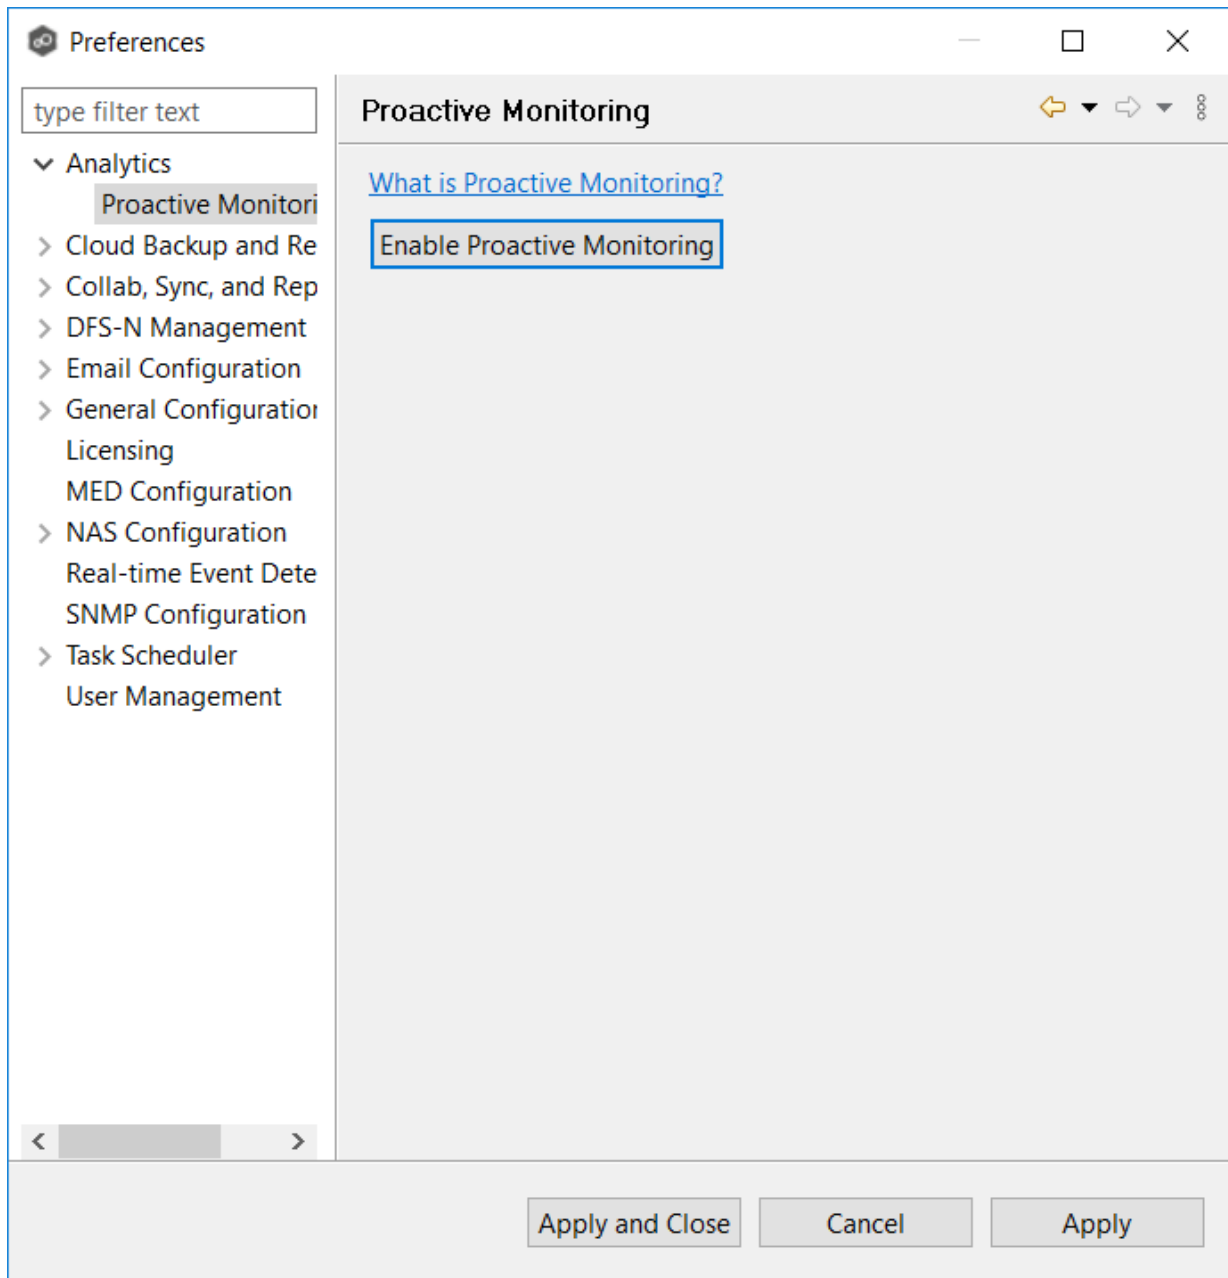 Preferences
type filter text
Analytics
Proactive Monitori
Cloud Backup and Re
Collab, Sync, and Rep
DFS-N Management
Email Configuration
General Configuration
Licensing
MED Configuration
NAS Configuration
Real-time Event Dete
SNMP Configuration
Task Scheduler
User Management
Proactive Monitoring
What is Proactive Monitoring?
Enable Proactive Monitoring
Apply and Close
Cancel
Apply